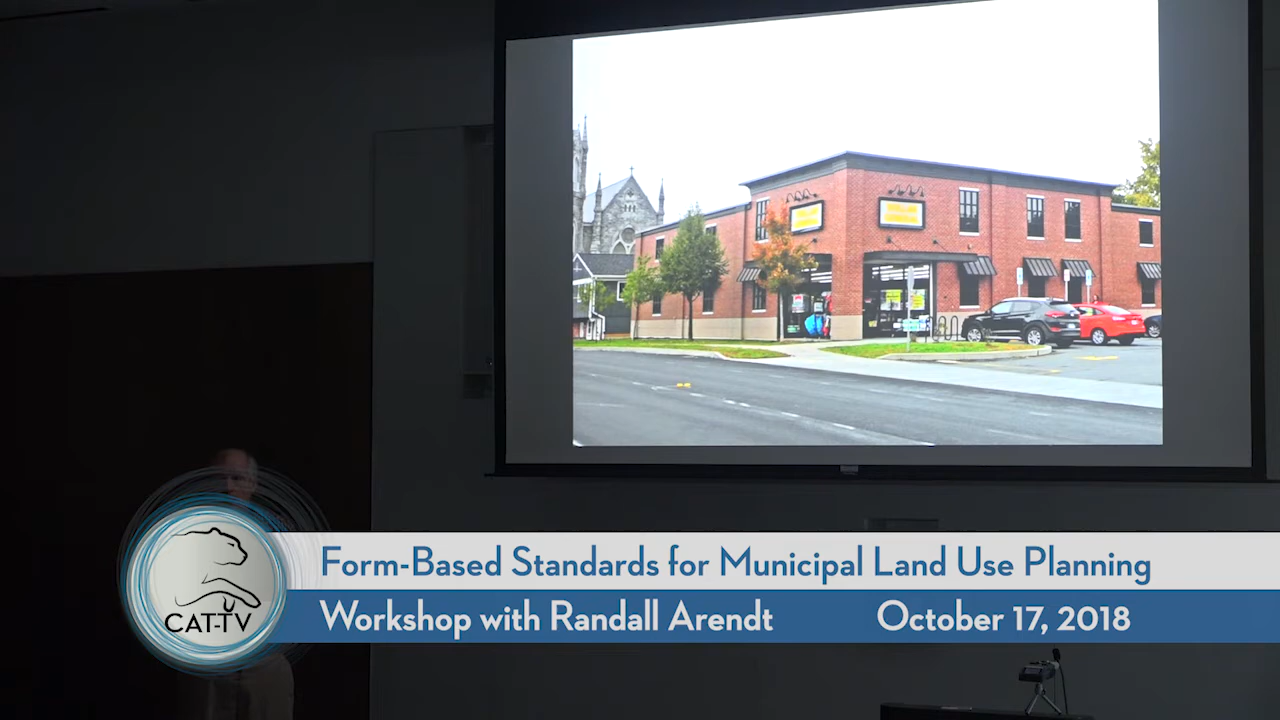 Form-Based Standards for Municipal Land Use Planning
Workshop with Randall Arendt October 17, 2018
CAT-TV